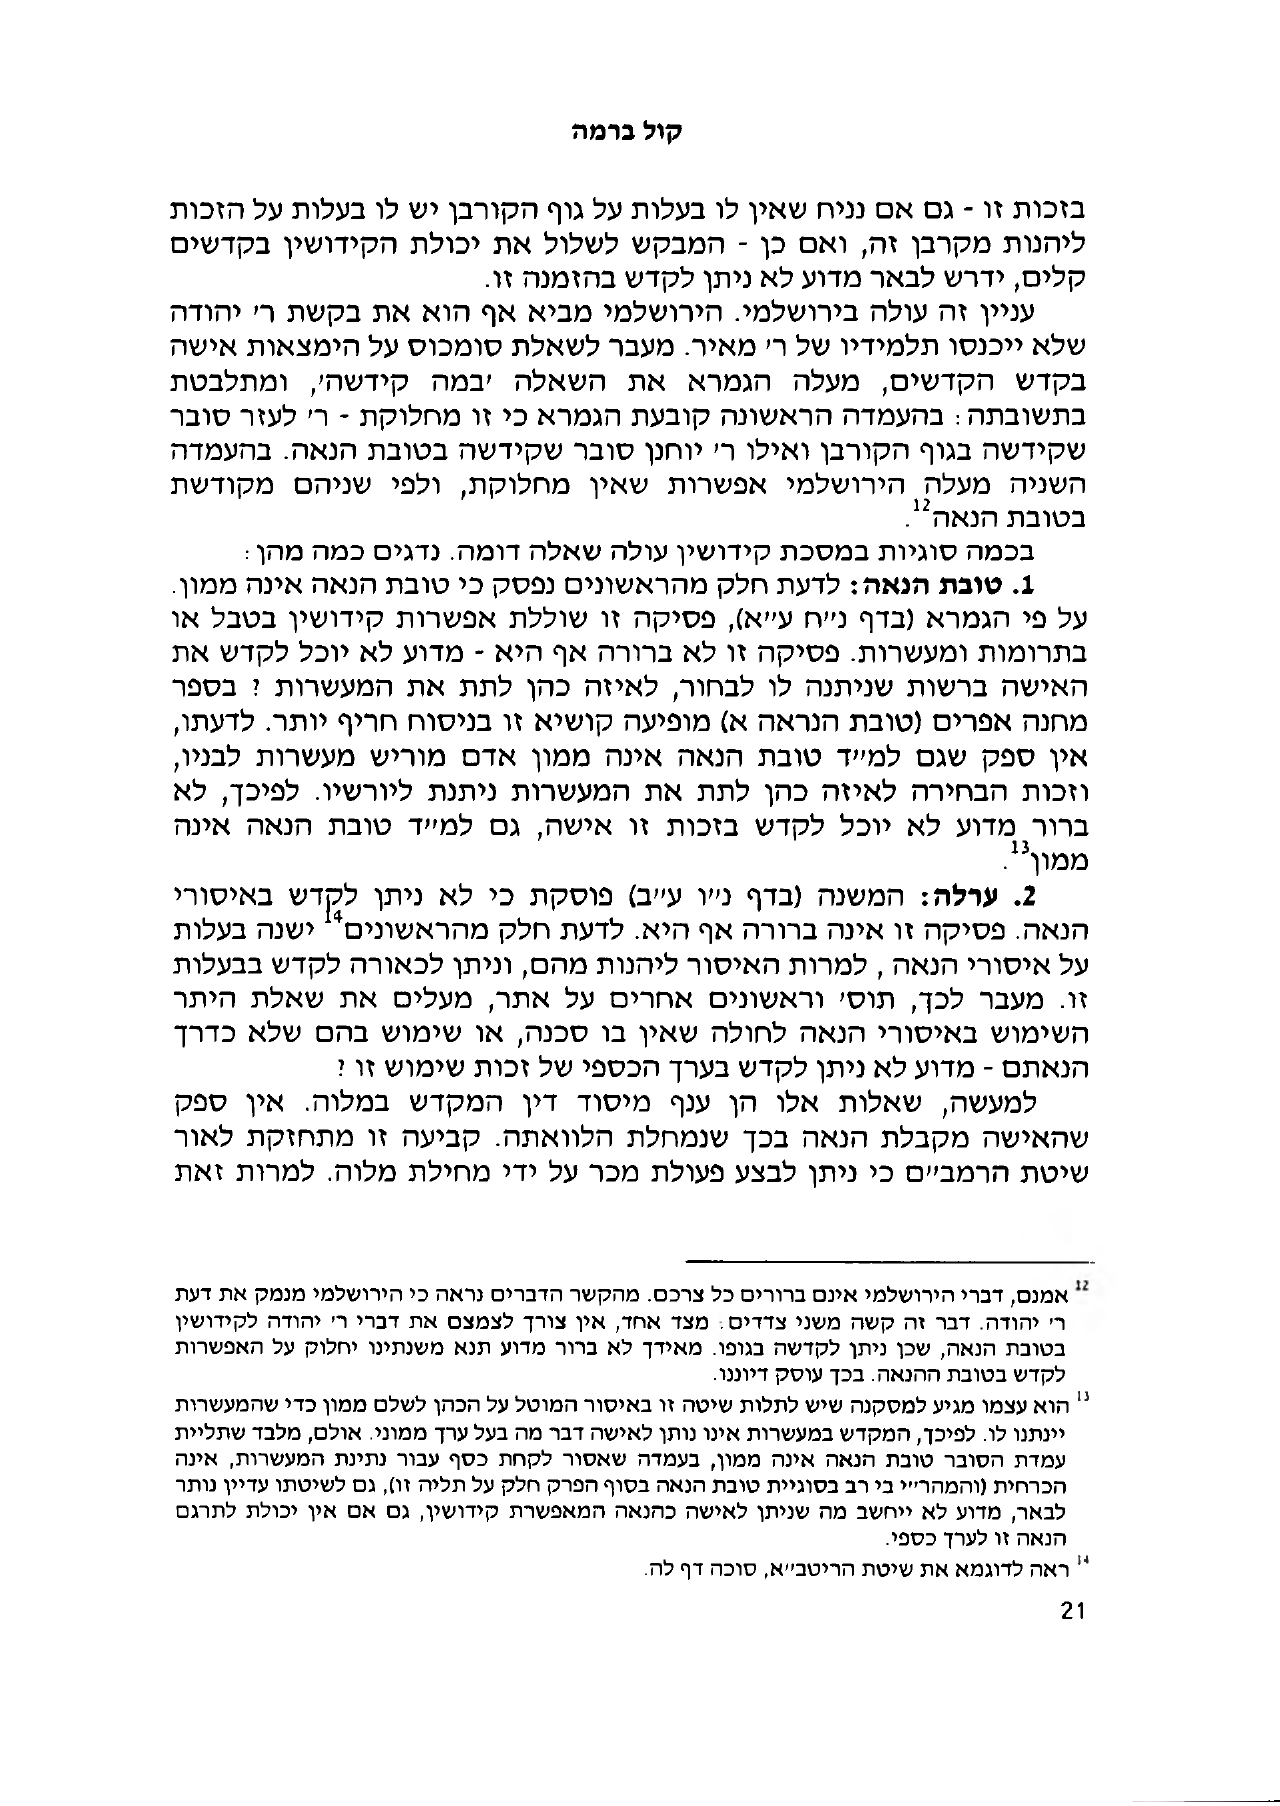 קול ברמה
בזכות זו - גם אם נניח שאין לו בעלות על גוף הקורבן יש לו בעלות על הזכות
ליהנות מקרבן זה, ואם כן - המבקש לשלול את יכולת הקידושין בקדשים
קלים, ידרש לבאר מדוע לא ניתן לקדש בהזמנה זו.
עניין זה עולה בירושלמי. הירושלמי מביא אף הוא את בקשת ר' יהודה
שלא ייכנסו תלמידיו של ר' מאיר. מעבר לשאלת סומכוס על הימצאות אישה
בקדש הקדשים, מעלה הגמרא את השאלה 'במה קידשה', ומתלבטת
בתשובתה: בהעמדה הראשונה קובעת הגמרא כי זו מחלוקת - ר' לעזר סובר
שקידשה בגוף הקורבן ואילו ר' יוחנן סובר שקידשה בטובת הנאה. בהעמדה
השניה מעלה הירושלמי אפשרות שאין מחלוקת, ולפי שניהם מקודשת
בטובת הנאה12.
בכמה סוגיות במסכת קידושין עולה שאלה דומה. נדגים כמה מהן:
1. טובת הנאה: לדעת חלק מהראשונים נפסק כי טובת הנאה אינה ממון.
על פי הגמרא (בדף נ"ח ע"א), פסיקה זו שוללת אפשרות קידושין בטבל או
בתרומות ומעשרות. פסיקה זו לא ברורה אף היא - מדוע לא יוכל לקדש את
האישה ברשות שניתנה לו לבחור, לאיזה כהן לתת את המעשרות? בספר
מחנה אפרים (טובת הנראה א) מופיעה קושיא זו בניסוח חריף יותר. לדעתו,
אין ספק שגם למ"ד טובת הנאה אינה ממון אדם מוריש מעשרות לבניו,
וזכות הבחירה לאיזה כהן לתת את המעשרות ניתנת ליורשיו. לפיכך, לא
ברור מדוע לא יוכל לקדש בזכות זו אישה, גם למ"ד טובת הנאה אינה
ממון13.
2. ערלה: המשנה (בדף נ"ו ע"ב) פוסקת כי לא ניתן לקדש באיסורי
הנאה. פסיקה זו אינה ברורה אף היא. לדעת חלק מהראשונים14 ישנה בעלות
על איסורי הנאה , למרות האיסור ליהנות מהם, וניתן לכאורה לקדש בבעלות
זו. מעבר לכך, תוס' וראשונים אחרים על אתר, מעלים את שאלת היתר
השימוש באיסורי הנאה לחולה שאין בו סכנה, או שימוש בהם שלא כדרך
הנאתם - מדוע לא ניתן לקדש בערך הכספי של זכות שימוש זו?
למעשה, שאלות אלו הן ענף מיסוד דין המקדש במלוה. אין ספק
שהאישה מקבלת הנאה בכך שנמחלת הלוואתה. קביעה זו מתחזקת לאור
שיטת הרמב"ם כי ניתן לבצע פעולת מכר על ידי מחילת מלוה. למרות זאת
12 אמנם, דברי הירושלמי אינם ברורים כל צרכם. מהקשר הדברים נראה כי הירושלמי מנמק את דעת
ר' יהודה. דבר זה קשה משני צדדים: מצד אחד, אין צורך לצמצם את דברי ר' יהודה לקידושין
בטובת הנאה, שכן ניתן לקדשה בגופו. מאידך לא ברור מדוע תנא משנתינו יחלוק על האפשרות
לקדש בטובת ההנאה. בכך עוסק דיוננו.
13 הוא עצמו מגיע למסקנה שיש לתלות שיטה זו באיסור המוטל על הכהן לשלם ממון כדי שהמעשרות
יינתנו לו. לפיכך, המקדש במעשרות אינו נותן לאישה דבר מה בעל ערך ממוני. אולם, מלבד שתליית
עמדת הסובר טובת הנאה אינה ממון, בעמדה שאסור לקחת כסף עבור נתינת המעשרות, אינה
הכרחית (והמהר"י בי רב בסוגיית טובת הנאה בסוף הפרק חלק על תליה זו), גם לשיטתו עדיין נותר
לבאר, מדוע לא ייחשב מה שניתן לאישה כהנאה המאפשרת קידושין, גם אם אין יכולת לתרגם
הנאה זו לערך כספי.
14 ראה לדוגמא את שיטת הריטב"א, סוכה דף לה.
21